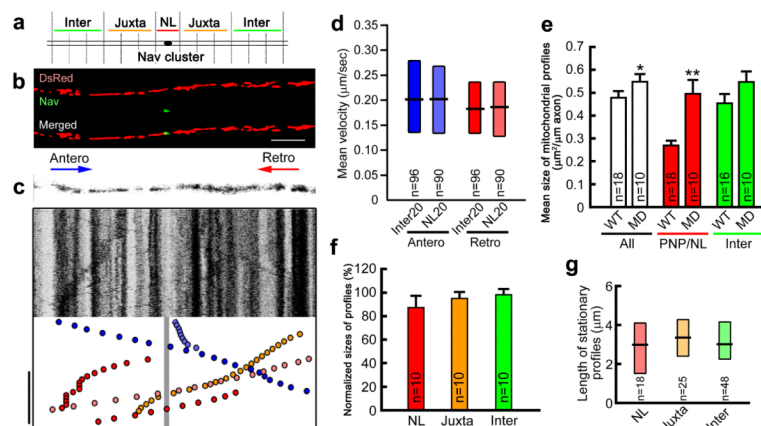 a
Inter Juxta NL Juxta Inter
Nav cluster
b
DsRed
Nav
Merged
Antero Retro
c
d
Mean velocity (μm/sec)
0.35
0.30
0.25
0.20
0.15
0.10
0.05
0
n=96 n=90 n=96 n=90
Inter20 NL20 Inter20 NL20
Antero Retro
e
Mean size of mitochondrial profiles
(μm²/μm axon)
0.7
0.6
0.5
0.4
0.3
0.2
0.1
0
* **
n=18 n=10 n=18 n=10 n=16 n=10
WT MD WT MD WT MD
All PNP/NL Inter
f
Normalized sizes of profiles (%)
120
100
80
60
40
20
0
n=10 n=10 n=10
NL Juxta Inter
g
Length of stationary
profiles (μm)
6
4
2
0
n=18 n=25 n=48
NL Juxta Inter